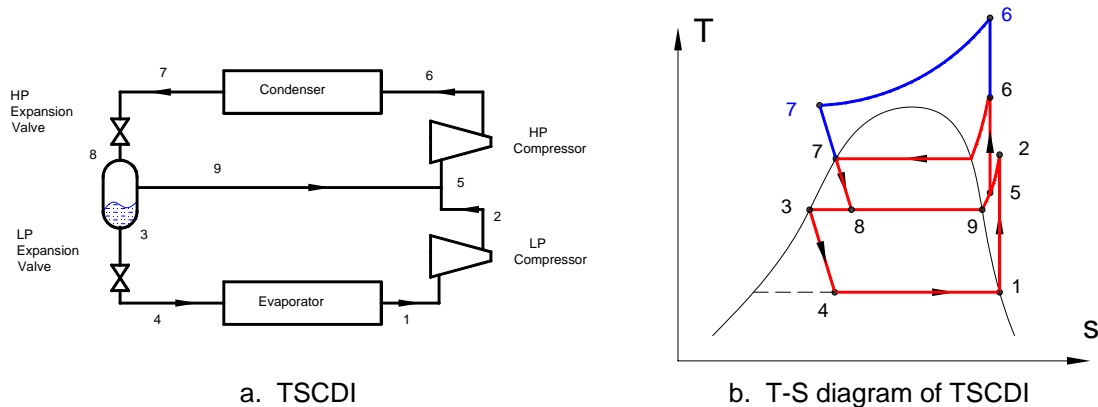 7
6
Condenser
HP
Expansion
Valve
HP
Compressor
8
9
5
2
3
LP
Expansion
Valve
LP
Compressor
Evaporator
4
1
a. TSCDI
T
6
7
6
7
2
5
3
8
9
4
1
s
b. T-S diagram of TSCDI